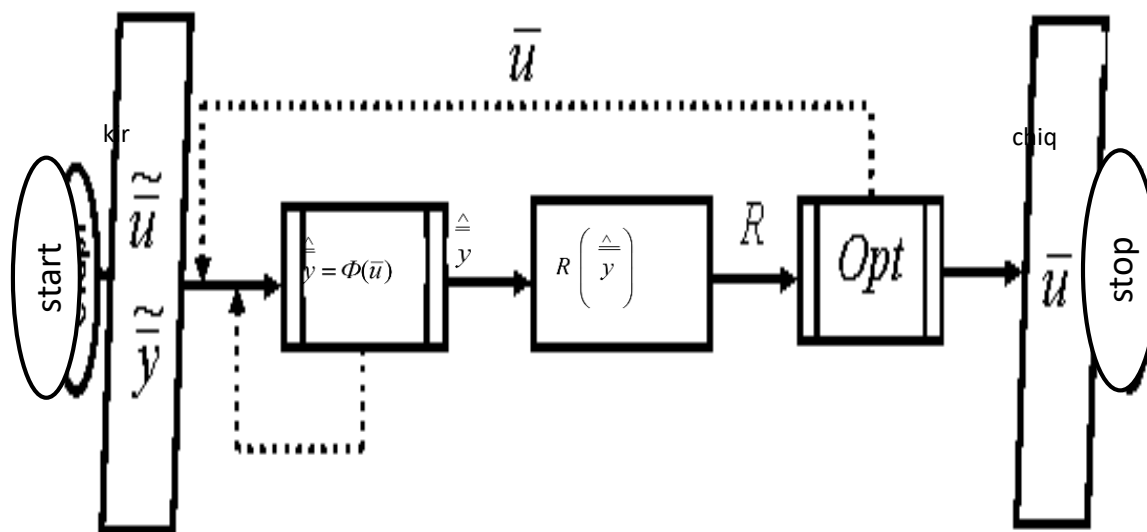 start
kir
ũ̿
ỹ̿
u̅
ŷ̿ = Φ(u̅)
ŷ̿
R(ŷ̿)
R
Opt
chiq
u̅
stop